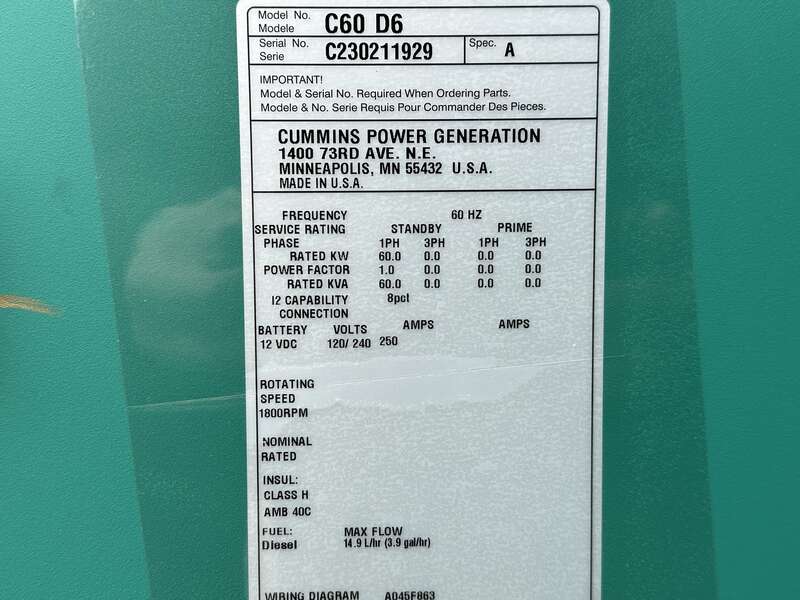 Model No. C60 D6
Modele
Serial No. C230211929 Spec. A
Serie
IMPORTANT!
Model & Serial No. Required When Ordering Parts.
Modele & No. Serie Requis Pour Commander Des Pieces.
CUMMINS POWER GENERATION
1400 73RD AVE. N.E.
MINNEAPOLIS, MN 55432 U.S.A.
MADE IN U.S.A.
FREQUENCY 60 HZ
SERVICE RATING STANDBY PRIME
PHASE 1PH 3PH 1PH 3PH
RATED KW 60.0 0.0 0.0 0.0
POWER FACTOR 1.0 0.0
RATED KVA 60.0 0.0 0.0 0.0
I2 CAPABILITY 8pct
CONNECTION
BATTERY VOLTS AMPS AMPS
12 VDC 120/ 240 250
ROTATING
SPEED
1800RPM
NOMINAL
RATED
INSUL:
CLASS H
AMB 40C
FUEL: MAX FLOW
Diesel 14.9 L/hr (3.9 gal/hr)
WIRING DIAGRAM A045F863